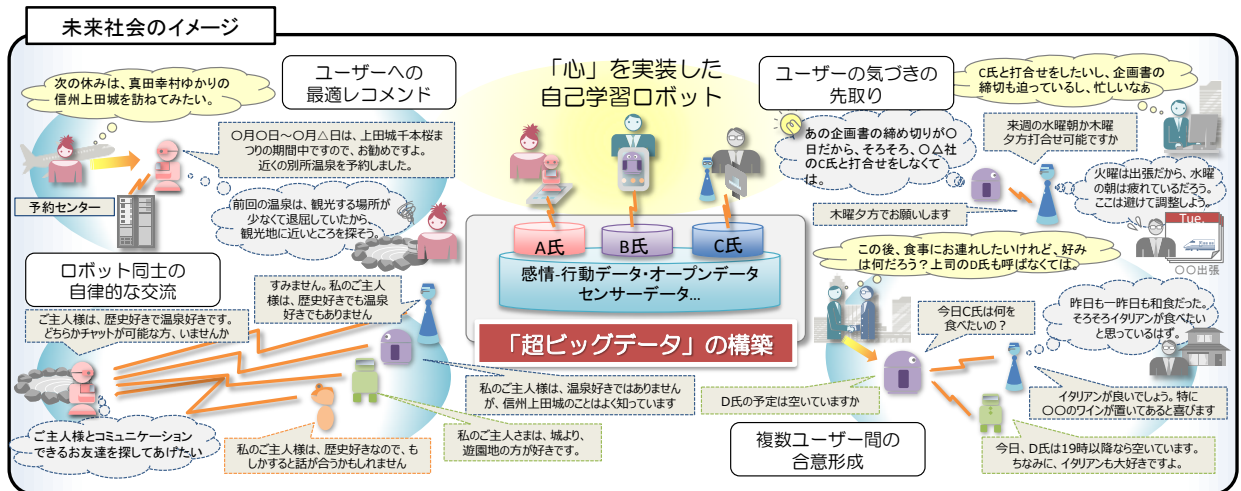 未来社会のイメージ
次の休みは、真田幸村ゆかりの
信州上田城を訪ねてみたい。
ユーザーへの
最適レコメンド
〇月〇日～〇月△日は、上田城千本桜ま
つりの期間中ですので、お勧めですよ。
近くの別所温泉を予約しました。
予約センター
前回の温泉は、観光する場所が
少なくて退屈していたから、
観光地に近いところを探そう。
「心」を実装した
自己学習ロボット
A氏
B氏
C氏
感情・行動データ・オープンデータ
センサーデータ…
「超ビッグデータ」の構築
ユーザーの気づきの
先取り
C氏と打合せをしたいし、企画書の
締切も迫っているし、忙しいなぁ
あの企画書の締め切りが〇
日だから、そろそろ、〇△社
のC氏と打合せをしなくて
は。
来週の水曜朝か木曜
夕方打合せ可能ですか
火曜は出張だから、水曜
の朝は疲れているだろう。
ここは避けて調整しよう。
木曜夕方でお願いします
Tue.
〇〇出張
ロボット同士の
自律的な交流
ご主人様は、歴史好きで温泉好きです。
どちらかチャットが可能な方、いませんか
すみません。私のご主人
様は、歴史好きでも温泉
好きでもありません
私のご主人様は、温泉好きではありません
が、信州上田城のことはよく知っています
私のご主人さまは、城より、
遊園地の方が好きです。
私のご主人様は、歴史好きなので、も
しかすると話が合うかもしれません
ご主人様とコミュニケーション
できるお友達を探してあげたい
この後、食事にお連れしたいけれど、好み
は何だろう？上司のD氏も呼ばなくては。
今日C氏は何を
食べたいの？
昨日も一昨日も和食だった。
そろそろイタリアンが食べたい
と思っているはず。
D氏の予定は空いていますか
イタリアンが良いでしょう。特に
〇〇のワインが置いてあると喜びます
複数ユーザー間の
合意形成
今日、D氏は19時以降なら空いています。
ちなみに、イタリアンも大好きですよ。